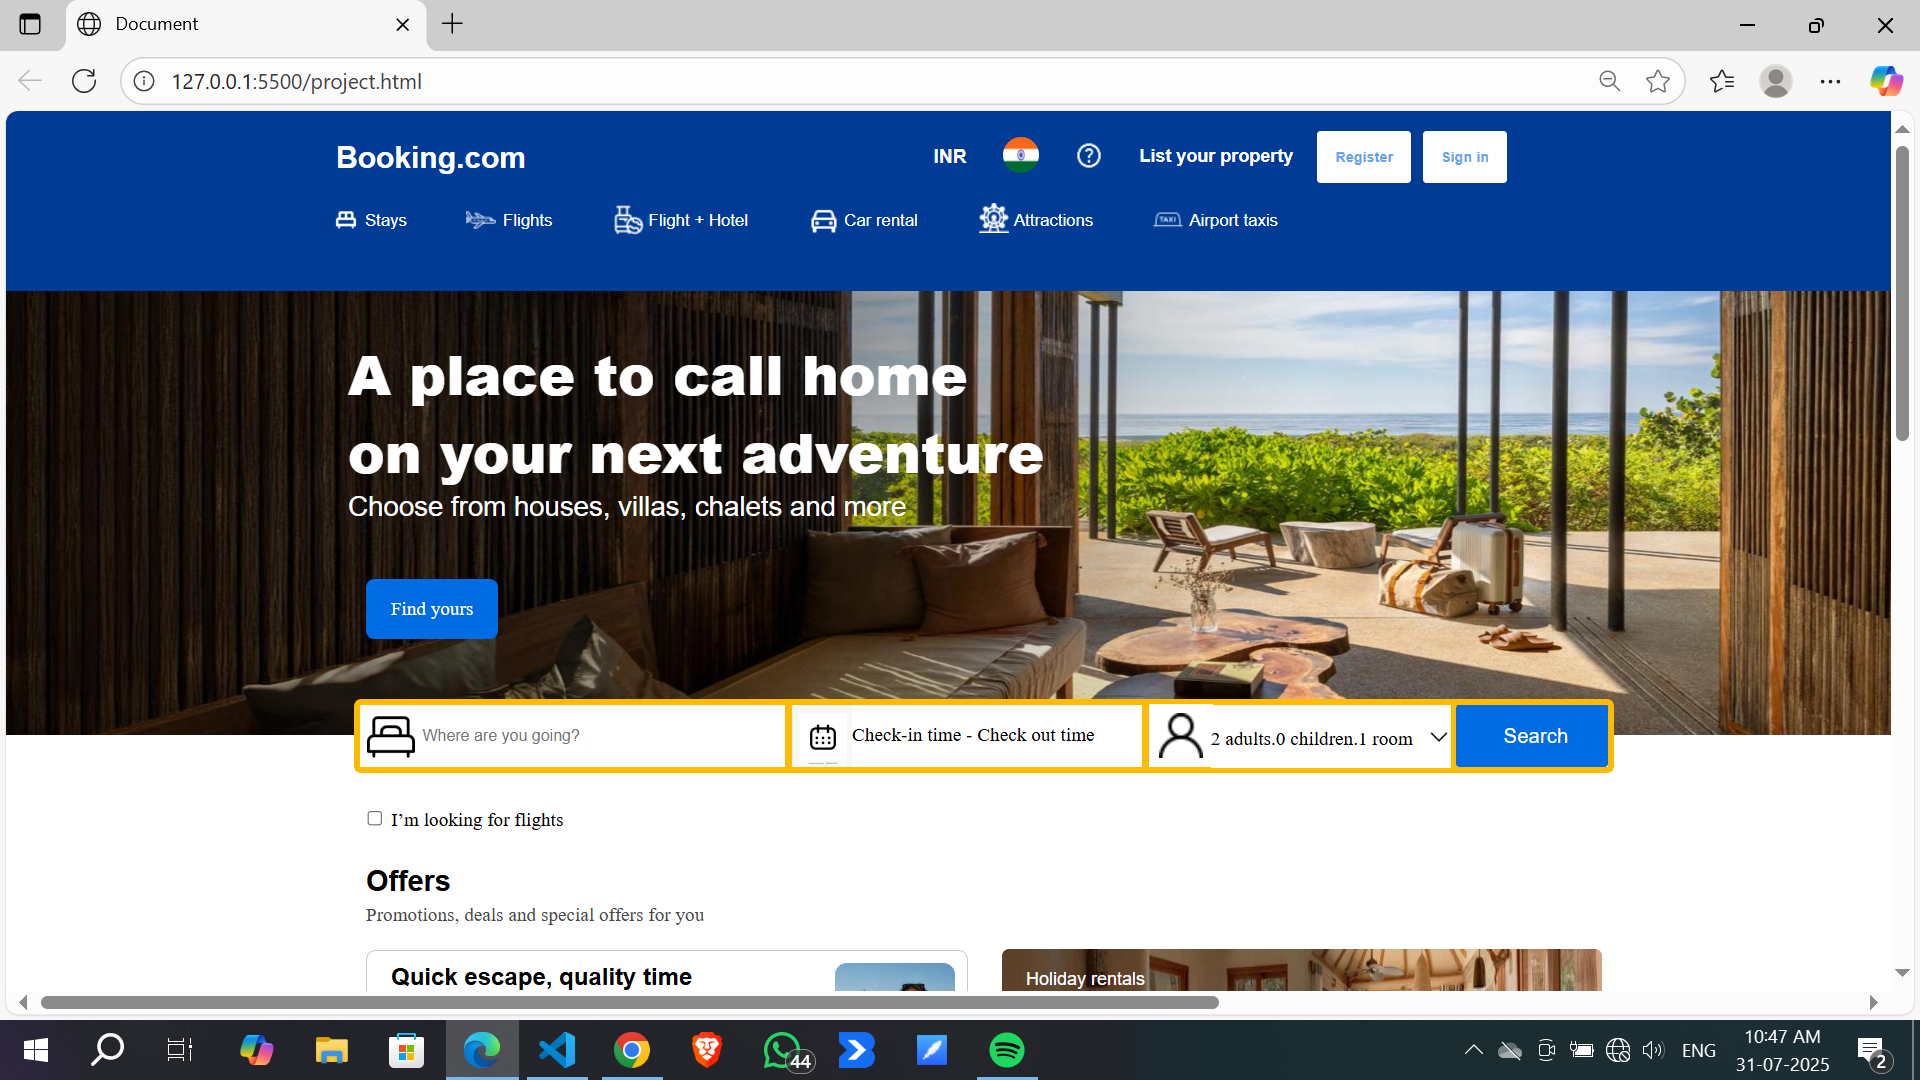 Document
127.0.0.1:5500/project.html
Booking.com
INR
List your property
Register
Sign in
Stays
Flights
Flight + Hotel
Car rental
Attractions
TAXI
Airport taxis
A place to call home
on your next adventure
Choose from houses, villas, chalets and more
Find yours
Where are you going?
Check-in time - Check out time
2 adults.0 children.1 room
Search
I’m looking for flights
Offers
Promotions, deals and special offers for you
Quick escape, quality time
Holiday rentals
44
ENG
10:47 AM
31-07-2025
2